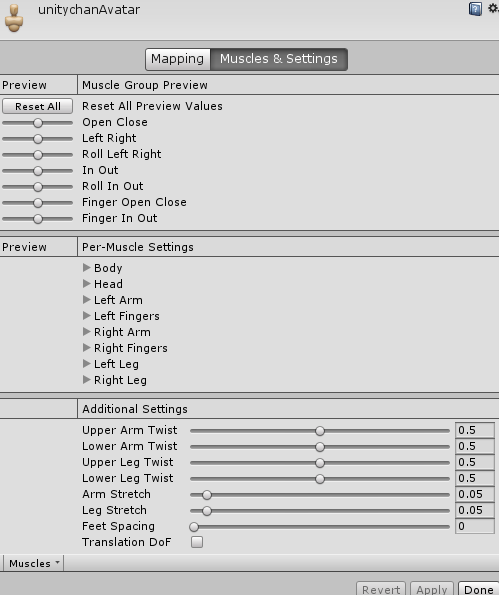 unitychanAvatar
Mapping Muscles & Settings
Preview Muscle Group Preview
Reset All Reset All Preview Values
Open Close
Left Right
Roll Left Right
In Out
Roll In Out
Finger Open Close
Finger In Out
Preview Per-Muscle Settings
Body
Head
Left Arm
Left Fingers
Right Arm
Right Fingers
Left Leg
Right Leg
Additional Settings
Upper Arm Twist 0.5
Lower Arm Twist 0.5
Upper Leg Twist 0.5
Lower Leg Twist 0.5
Arm Stretch 0.05
Leg Stretch 0.05
Feet Spacing 0
Translation DoF
Muscles
Revert Apply Done